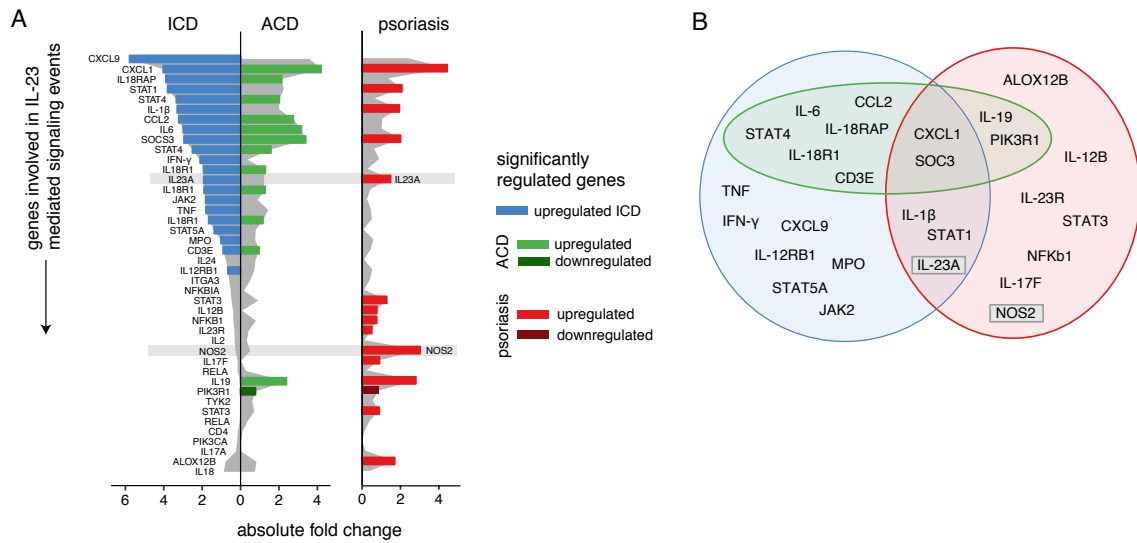 A
ICD
ACD
psoriasis
genes involved in IL-23
mediated signaling events
CXCL9
CXCL1
IL18RAP
STAT1
STAT4
IL-1β
CCL2
IL6
SOCS3
STAT4
IFN-γ
IL18R1
IL23A
IL23A
IL18R1
JAK2
TNF
IL18R1
STAT5A
MPO
CD3E
IL24
IL12RB1
ITGA3
NFKBIA
STAT3
IL12B
NFKB1
IL23R
IL2
NOS2
NOS2
IL17F
RELA
IL19
PIK3R1
TYK2
STAT3
RELA
CD4
PIK3CA
IL17A
ALOX12B
IL18
6 4 2 0 2 4
0 2 4
absolute fold change
significantly
regulated genes
upregulated ICD
ACD
upregulated
downregulated
psoriasis
upregulated
downregulated
B
ALOX12B
IL-6
CCL2
IL-19
STAT4
IL-18RAP
CXCL1
PIK3R1
IL-18R1
SOC3
IL-12B
CD3E
TNF
IL-23R
IFN-γ
CXCL9
IL-1β
STAT3
STAT1
IL-12RB1
MPO
IL-23A
NFKb1
STAT5A
IL-17F
JAK2
NOS2